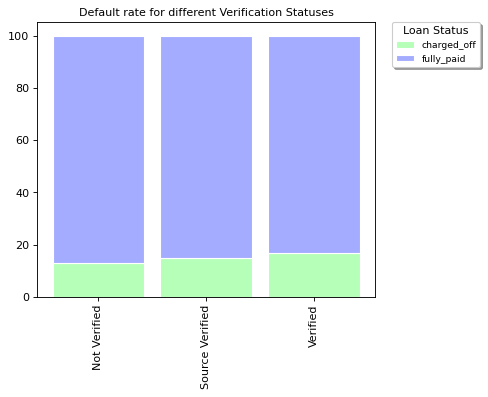 Default rate for different Verification Statuses
Loan Status
charged_off
fully_paid
100
80
60
40
20
0
Not Verified
Source Verified
Verified